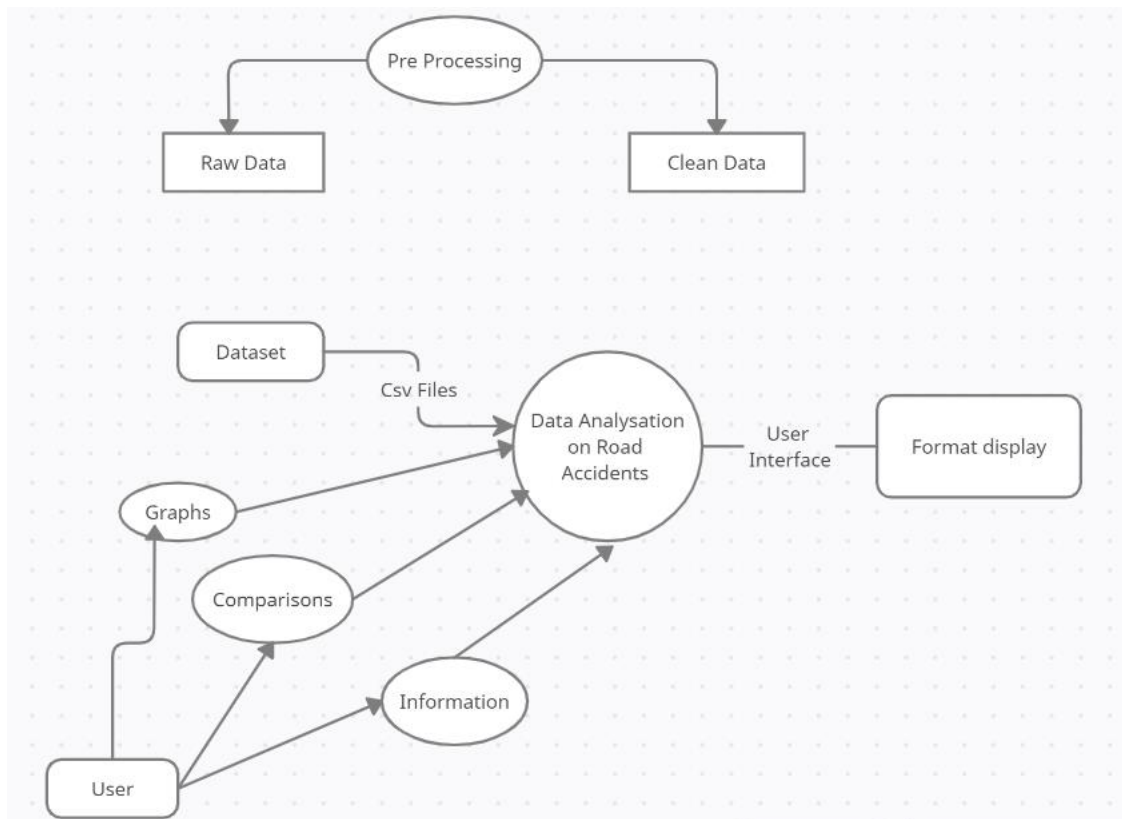 Pre Processing
Raw Data
Clean Data
Dataset
Csv Files
Data Analysation
on Road
Accidents
User
Interface
Format display
Graphs
Comparisons
Information
User